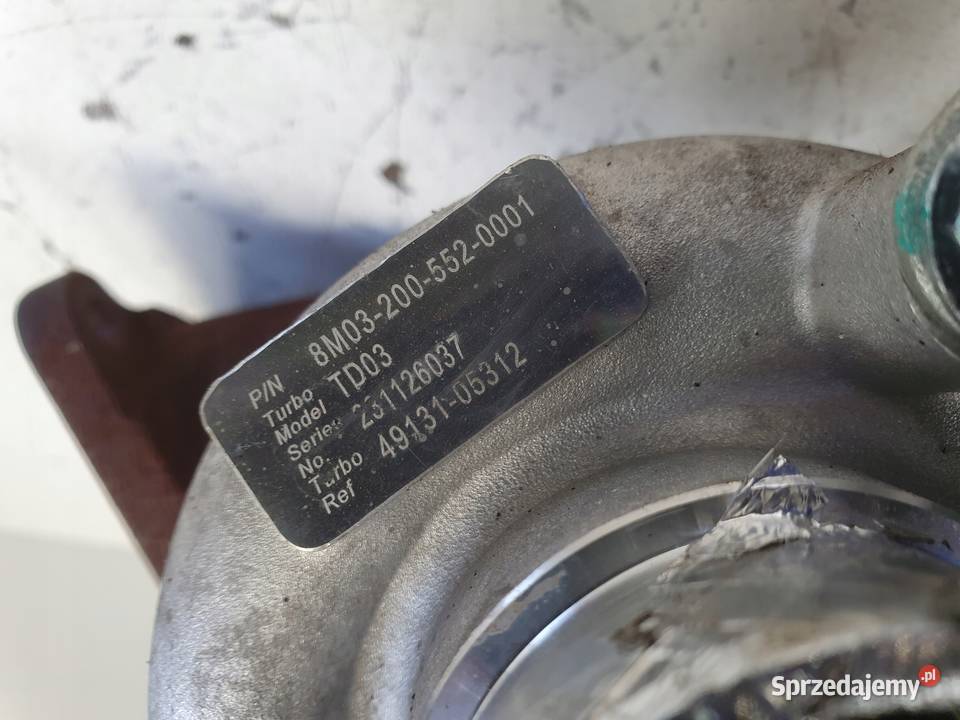 P/N 8M03-200-552-0001
Turbo
Model TD03
Series
No. 231126037
Turbo
Ref 49131-05312
Sprzedajemy.pl